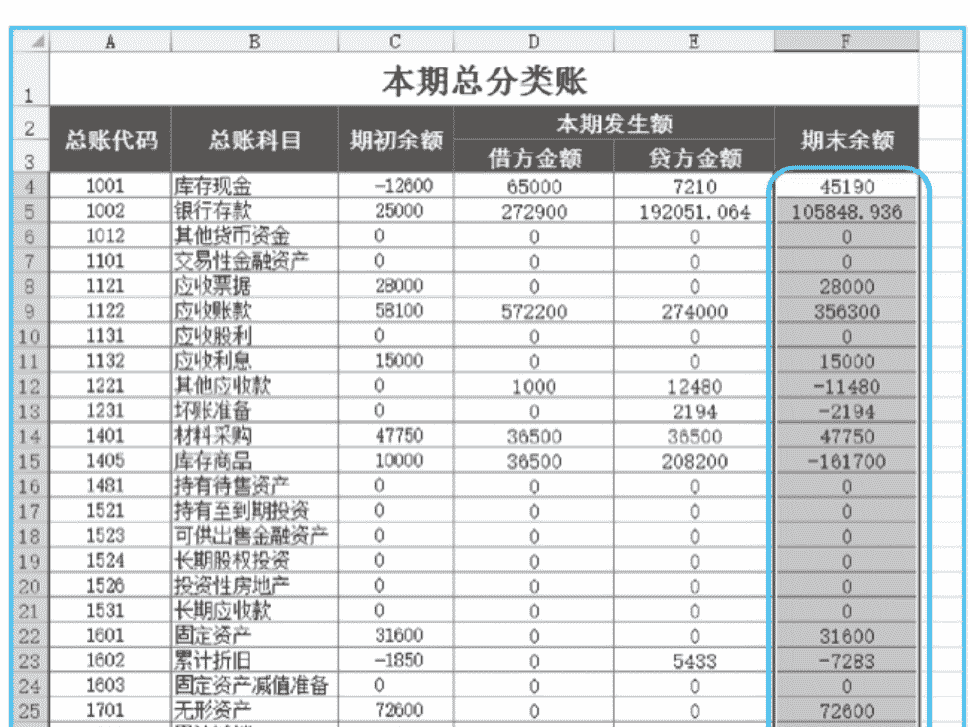 A B C D E F
1 本期总分类账
2 总账代码 总账科目 期初余额 本期发生额 期末余额
3 借方金额 贷方金额
4 1001 库存现金 -12600 65000 7210 45190
5 1002 银行存款 25000 272900 192051.064 105848.936
6 1012 其他货币资金 0 0 0 0
7 1101 交易性金融资产 0 0 0 0
8 1121 应收票据 28000 0 0 28000
9 1122 应收账款 58100 572200 274000 356300
10 1131 应收股利 0 0 0 0
11 1132 应收利息 15000 0 0 15000
12 1221 其他应收款 0 1000 12480 -11480
13 1231 坏账准备 0 0 2194 -2194
14 1401 材料采购 47750 36500 36500 47750
15 1405 库存商品 10000 36500 208200 -161700
16 1481 持有待售资产 0 0 0 0
17 1521 持有至到期投资 0 0 0 0
18 1523 可供出售金融资产 0 0 0 0
19 1524 长期股权投资 0 0 0 0
20 1526 投资性房地产 0 0 0 0
21 1531 长期应收款 0 0 0 0
22 1601 固定资产 31600 0 0 31600
23 1602 累计折旧 -1850 0 5433 -7283
24 1603 固定资产减值准备 0 0 0 0
25 1701 无形资产 72600 0 0 72600